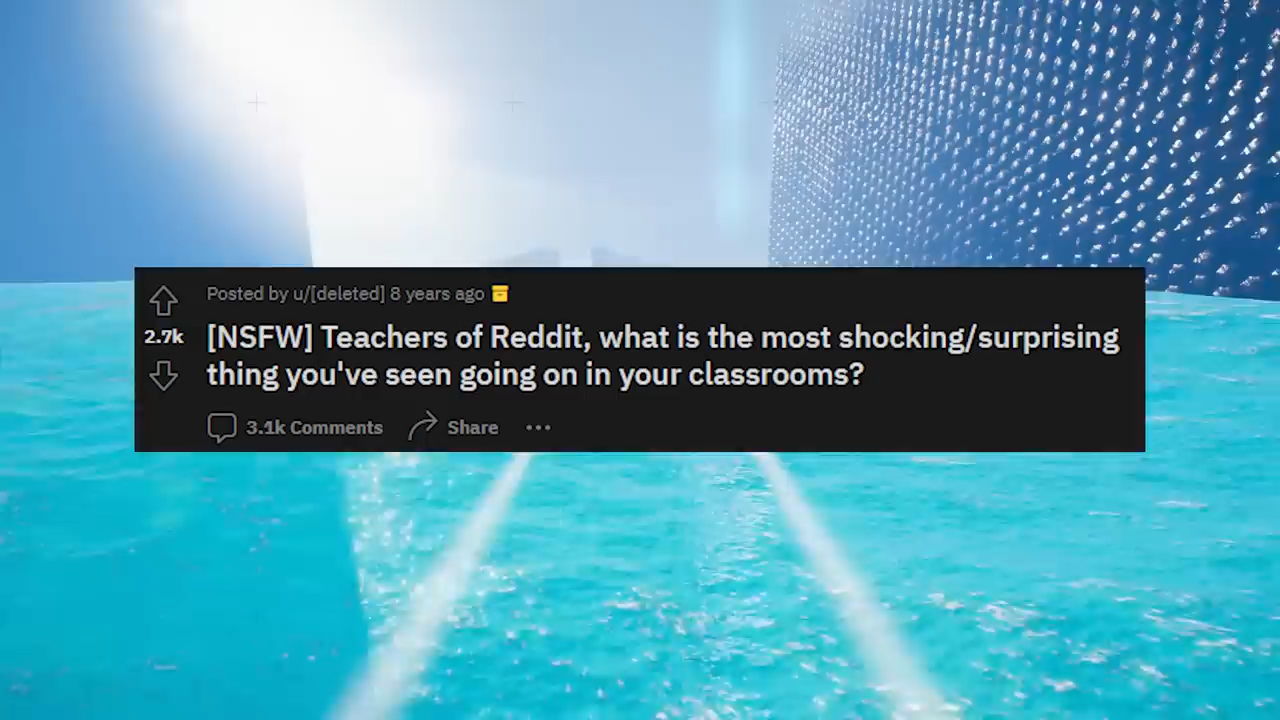 Posted by u/[deleted] 8 years ago
2.7k
[NSFW] Teachers of Reddit, what is the most shocking/surprising
thing you've seen going on in your classrooms?
3.1k Comments Share